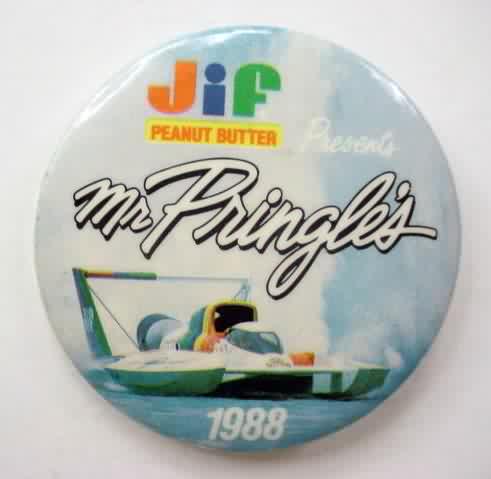 Jif
PEANUT BUTTER
Presents
Mr Pringle's
1988